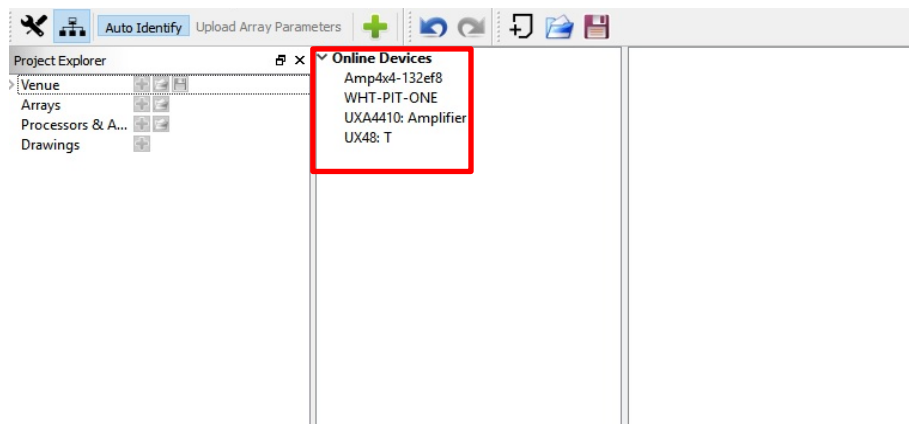 Auto Identify Upload Array Parameters
Project Explorer
Venue
Arrays
Processors & A...
Drawings
Online Devices
Amp4x4-132ef8
WHT-PIT-ONE
UXA4410: Amplifier
UX48: T